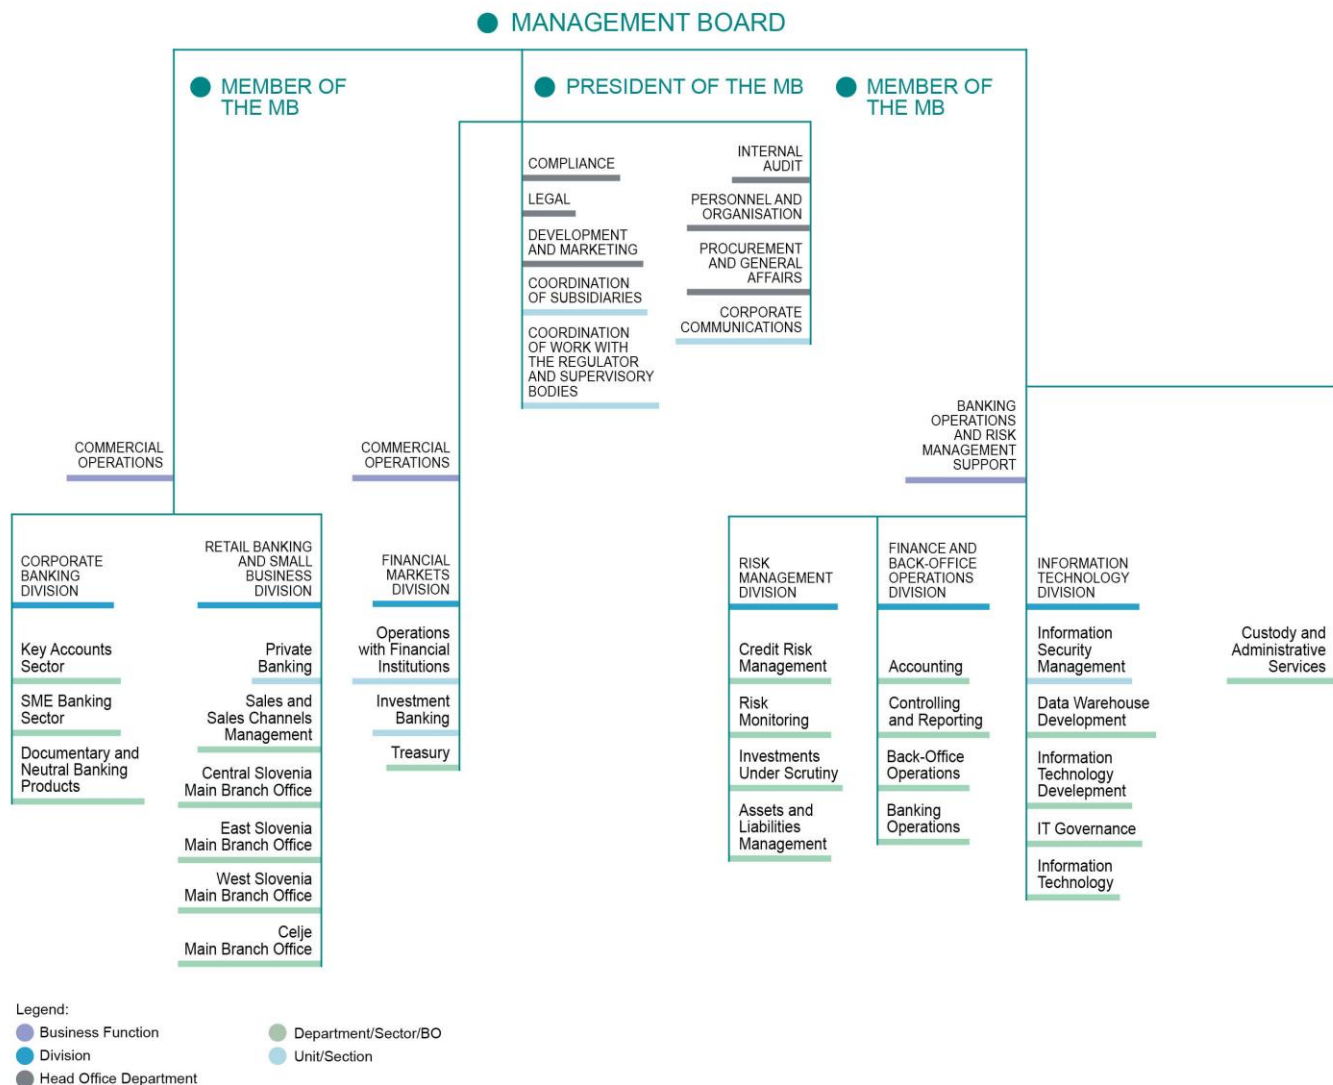 MANAGEMENT BOARD
MEMBER OF
THE MB
PRESIDENT OF THE MB
MEMBER OF
THE MB
COMPLIANCE
LEGAL
DEVELOPMENT
AND MARKETING
COORDINATION
OF SUBSIDIARIES
COORDINATION
OF WORK WITH
THE REGULATOR
AND SUPERVISORY
BODIES
INTERNAL
AUDIT
PERSONNEL AND
ORGANISATION
PROCUREMENT
AND GENERAL
AFFAIRS
CORPORATE
COMMUNICATIONS
COMMERCIAL
OPERATIONS
COMMERCIAL
OPERATIONS
BANKING
OPERATIONS
AND RISK
MANAGEMENT
SUPPORT
CORPORATE
BANKING
DIVISION
Key Accounts
Sector
SME Banking
Sector
Documentary and
Neutral Banking
Products
RETAIL BANKING
AND SMALL
BUSINESS
DIVISION
Private
Banking
Sales and
Sales Channels
Management
Central Slovenia
Main Branch Office
East Slovenia
Main Branch Office
West Slovenia
Main Branch Office
Celje
Main Branch Office
FINANCIAL
MARKETS
DIVISION
Operations
with Financial
Institutions
Investment
Banking
Treasury
RISK
MANAGEMENT
DIVISION
Credit Risk
Management
Risk
Monitoring
Investments
Under Scrutiny
Assets and
Liabilities
Management
FINANCE AND
BACK-OFFICE
OPERATIONS
DIVISION
Accounting
Controlling
and Reporting
Back-Office
Operations
Banking
Operations
INFORMATION
TECHNOLOGY
DIVISION
Information
Security
Management
Data Warehouse
Development
Information
Technology
Develepment
IT Governance
Information
Technology
Custody and
Administrative
Services
Legend:
Business Function
Division
Head Office Department
Department/Sector/BO
Unit/Section